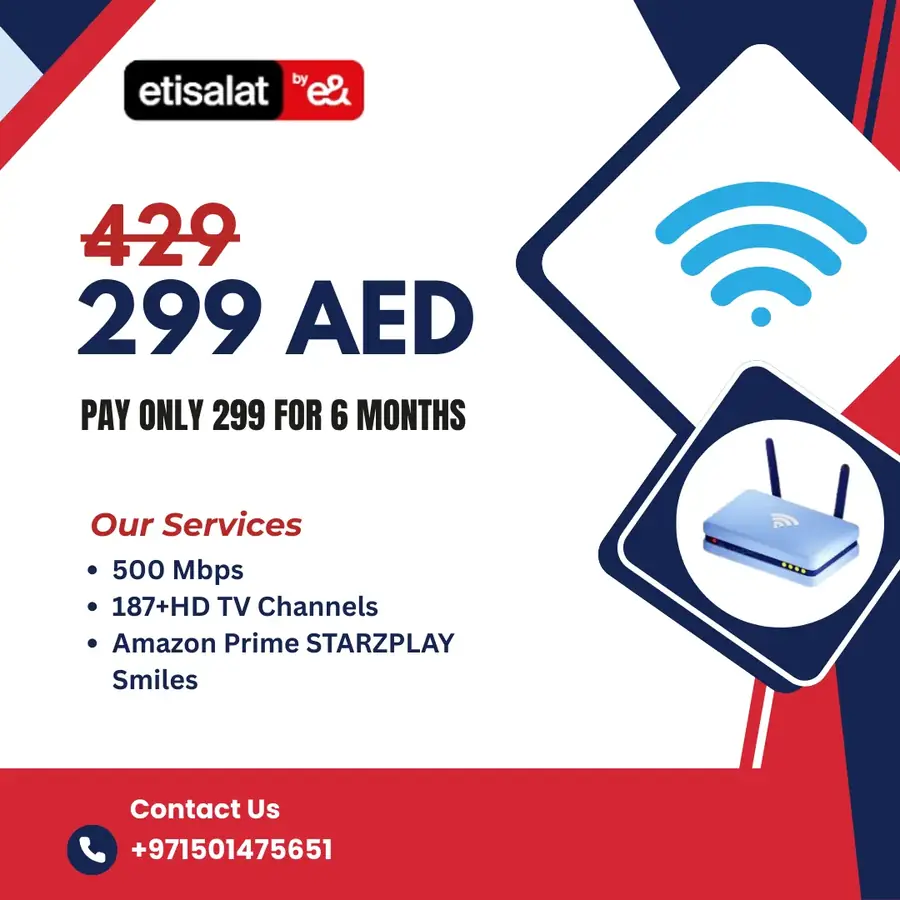 etisalat by e&
429
299 AED
PAY ONLY 299 FOR 6 MONTHS
Our Services
• 500 Mbps
• 187+HD TV Channels
• Amazon Prime STARZPLAY
Smiles
Contact Us
+971501475651